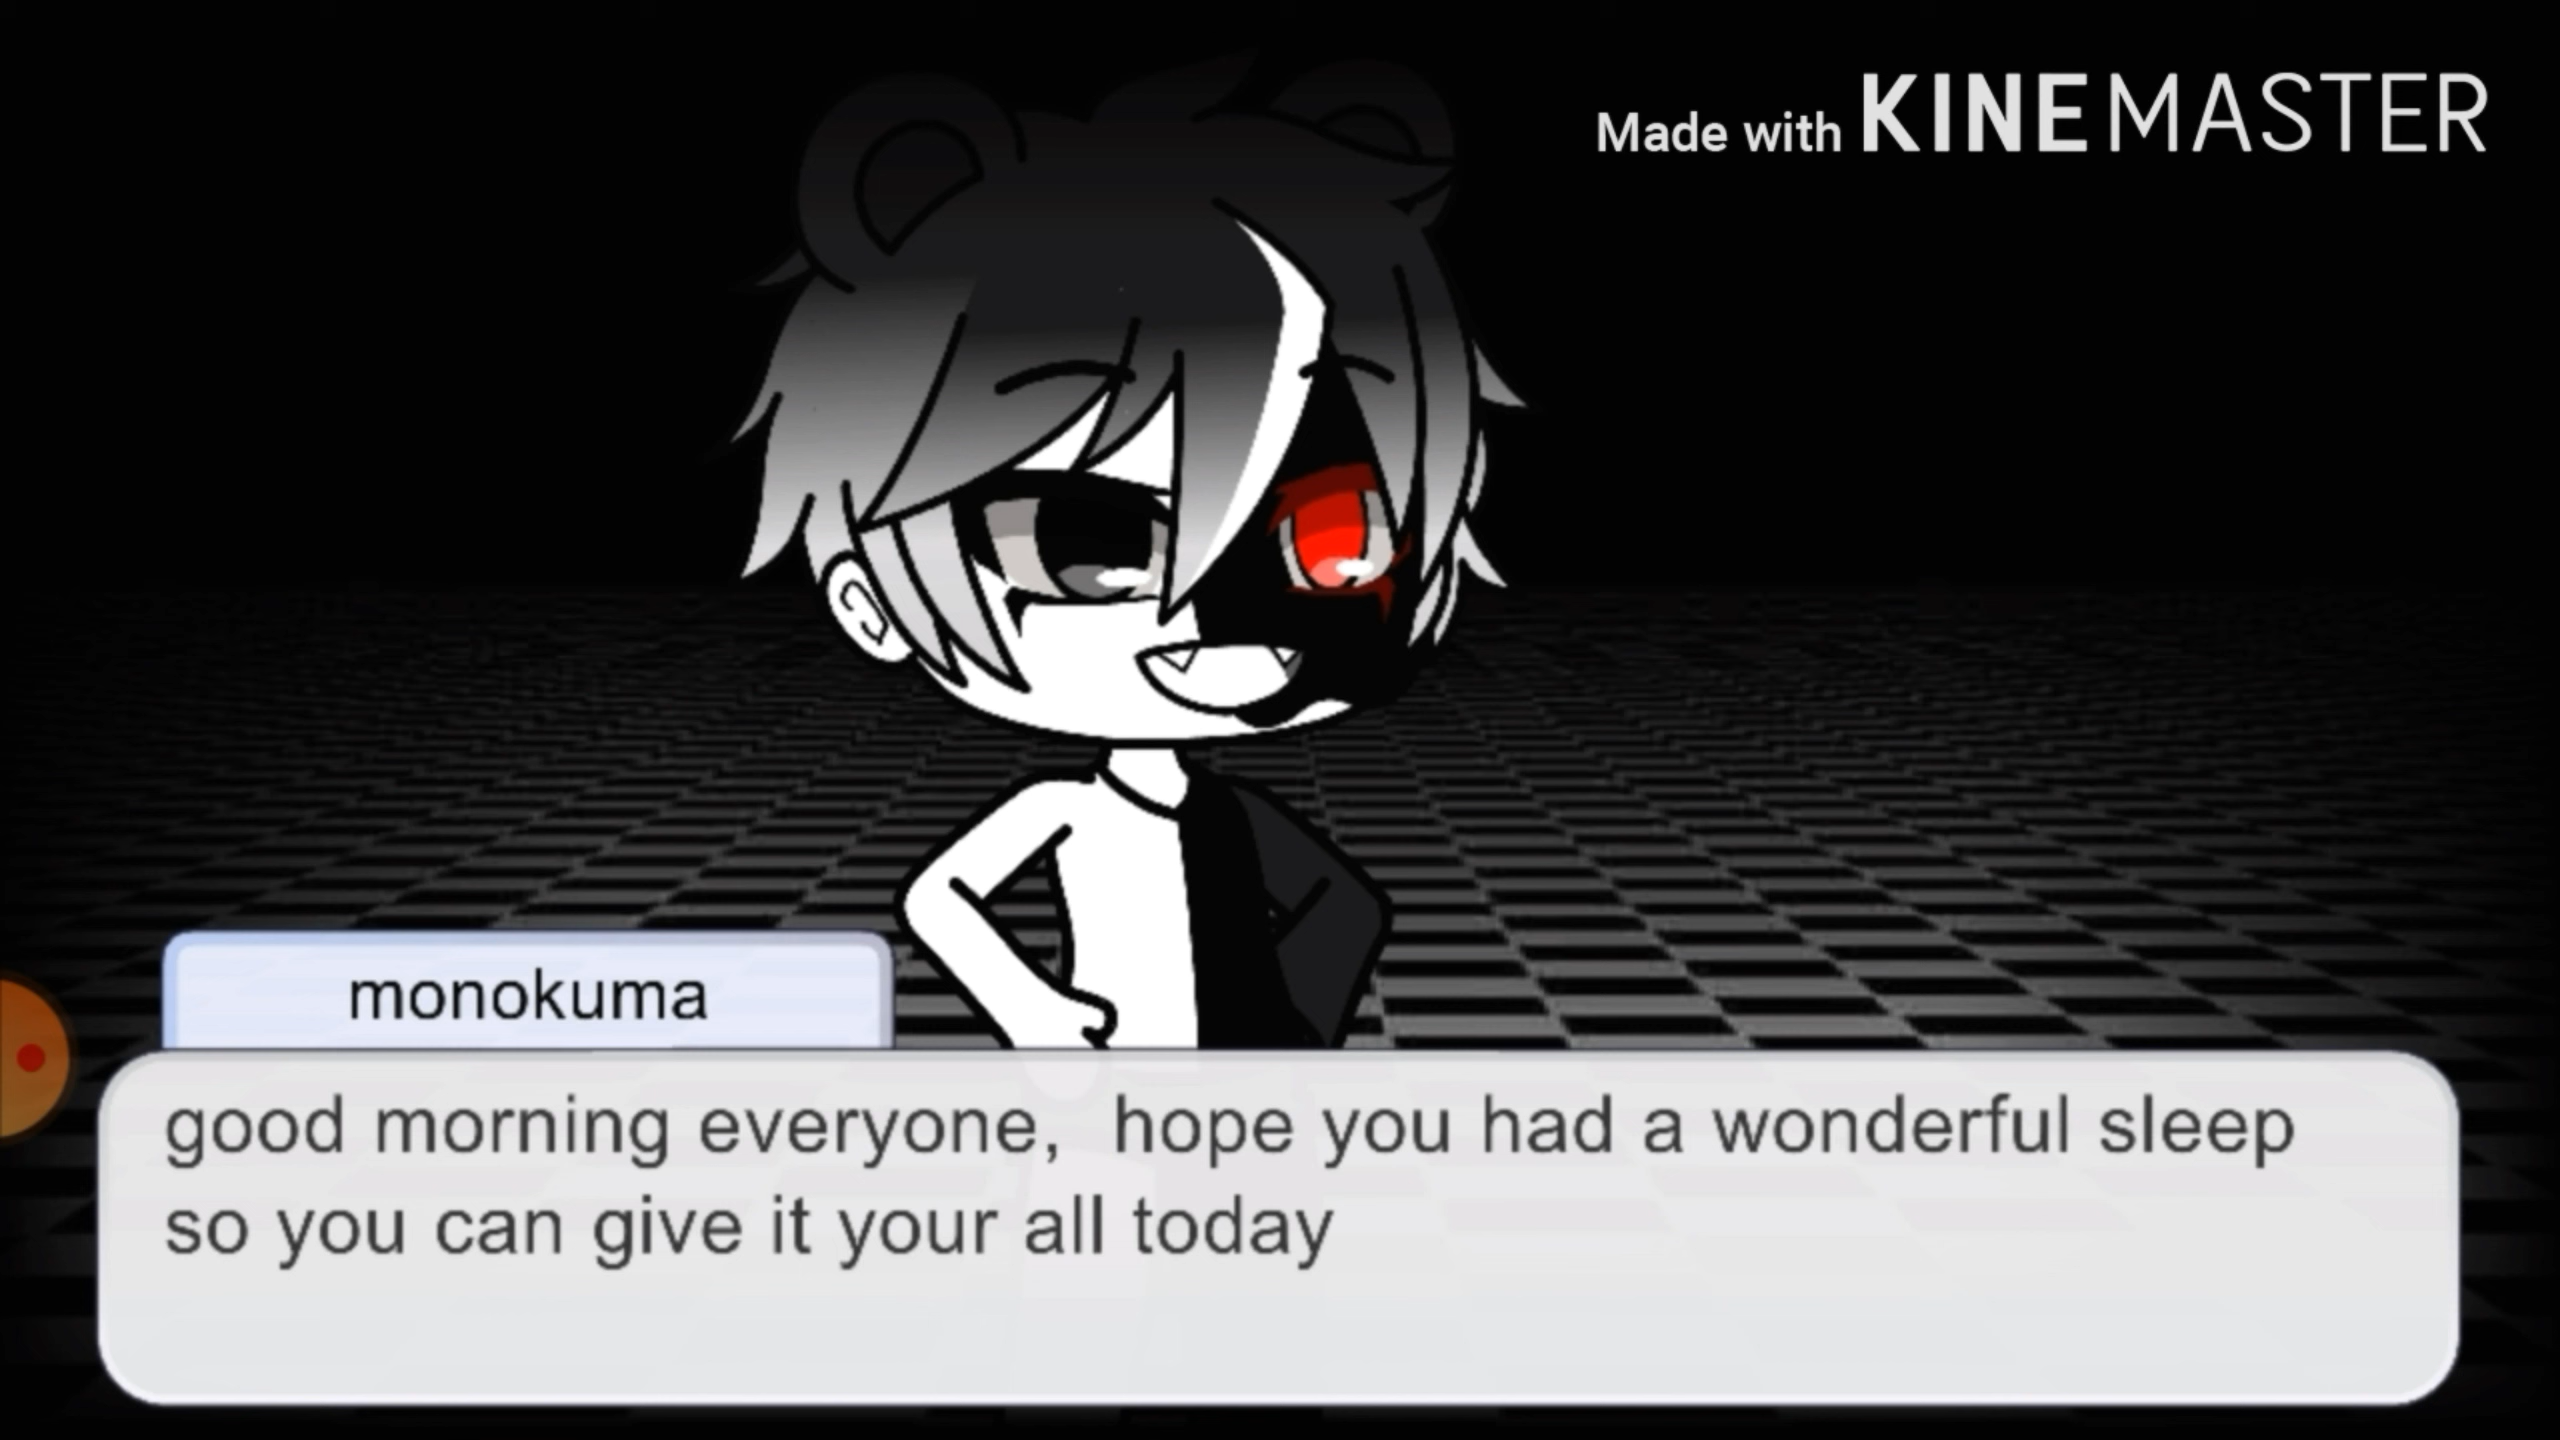 Made with KINEMASTER
monokuma
good morning everyone,  hope you had a wonderful sleep
so you can give it your all today